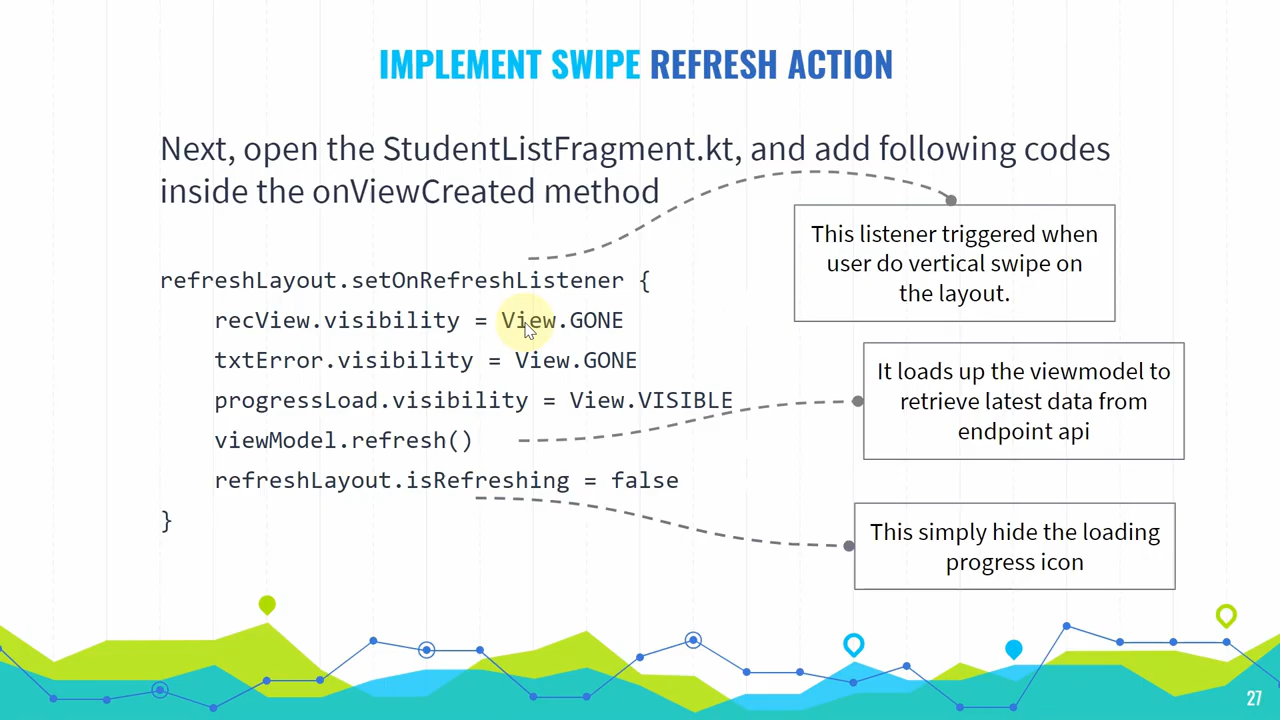 IMPLEMENT SWIPE REFRESH ACTION
Next, open the StudentListFragment.kt, and add following codes
inside the onViewCreated method
refreshLayout.setOnRefreshListener {
recView.visibility = View.GONE
txtError.visibility = View.GONE
progressLoad.visibility = View.VISIBLE
viewModel.refresh()
refreshLayout.isRefreshing = false
}
This listener triggered when
user do vertical swipe on
the layout.
It loads up the viewmodel to
retrieve latest data from
endpoint api
This simply hide the loading
progress icon
27